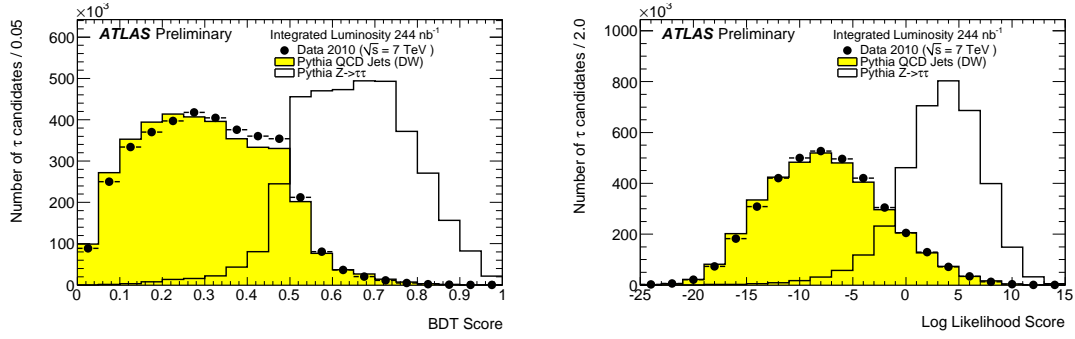 ×10³
600
500
400
300
200
100
0
Number of τ candidates / 0.05
ATLAS Preliminary
Integrated Luminosity 244 nb⁻¹
Data 2010 (√s = 7 TeV )
Pythia QCD Jets (DW)
Pythia Z->ττ
0 0.1 0.2 0.3 0.4 0.5 0.6 0.7 0.8 0.9 1
BDT Score
×10³
1000
800
600
400
200
0
Number of τ candidates / 2.0
ATLAS Preliminary
Integrated Luminosity 244 nb⁻¹
Data 2010 (√s = 7 TeV )
Pythia QCD Jets (DW)
Pythia Z->ττ
-25 -20 -15 -10 -5 0 5 10 15
Log Likelihood Score